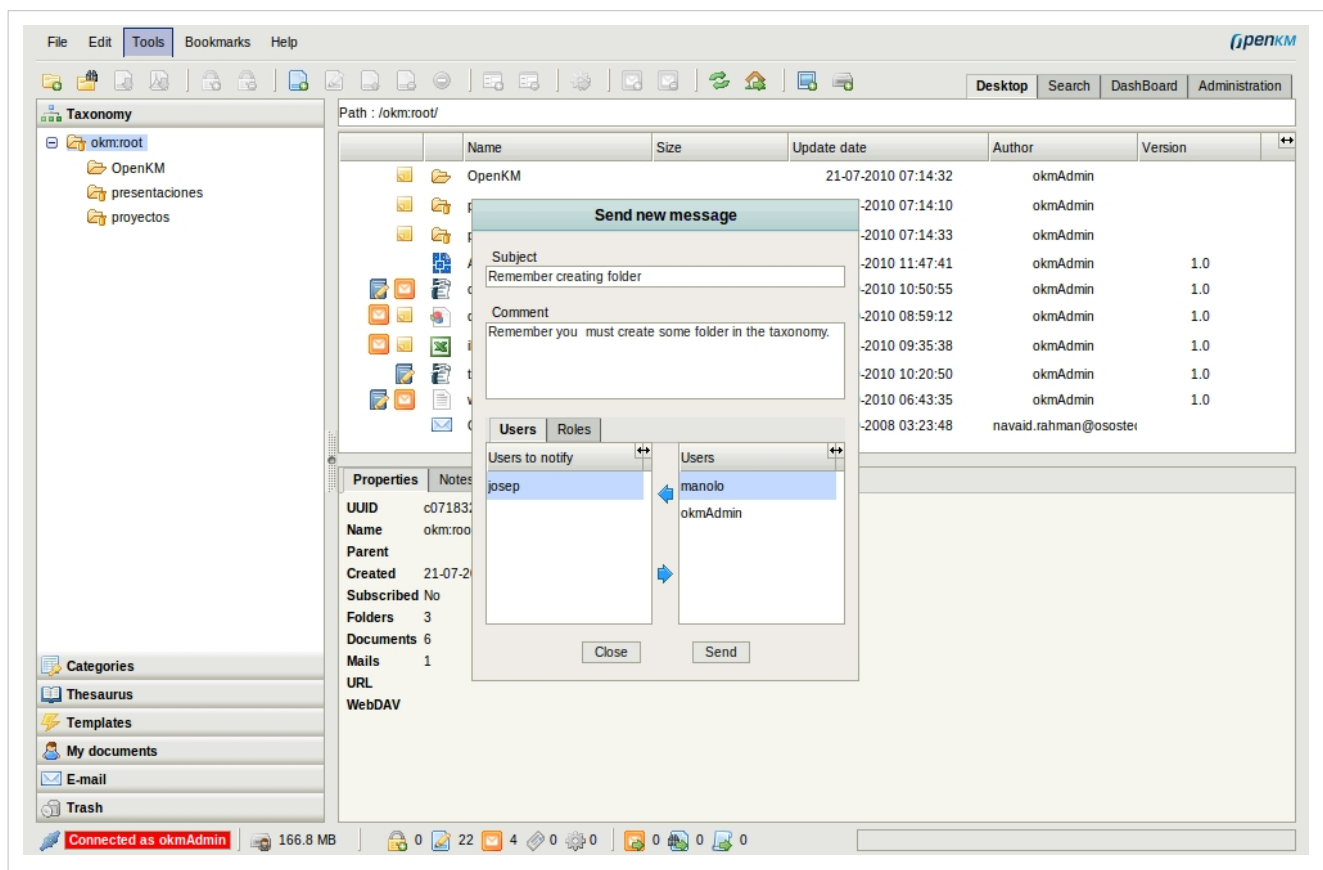 File Edit Tools Bookmarks Help
OpenKM
Desktop Search DashBoard Administration
Taxonomy
Path : /okm:root/
okm:root
OpenKM
presentaciones
proyectos
Name Size Update date Author Version
OpenKM 21-07-2010 07:14:32 okmAdmin
-2010 07:14:10 okmAdmin
-2010 07:14:33 okmAdmin
-2010 11:47:41 okmAdmin 1.0
-2010 10:50:55 okmAdmin 1.0
-2010 08:59:12 okmAdmin 1.0
-2010 09:35:38 okmAdmin 1.0
-2010 10:20:50 okmAdmin 1.0
-2010 06:43:35 okmAdmin 1.0
-2008 03:23:48 navaid.rahman@ososte
Send new message
Subject
Remember creating folder
Comment
Remember you must create some folder in the taxonomy.
Users Roles
Users to notify Users
josep manolo
okmAdmin
Close Send
Properties Notes
UUID c07183
Name okm:roo
Parent
Created 21-07-2
Subscribed No
Folders 3
Documents 6
Mails 1
URL
WebDAV
Categories
Thesaurus
Templates
My documents
E-mail
Trash
Connected as okmAdmin 166.8 MB 0 22 4 0 0 0 0 0